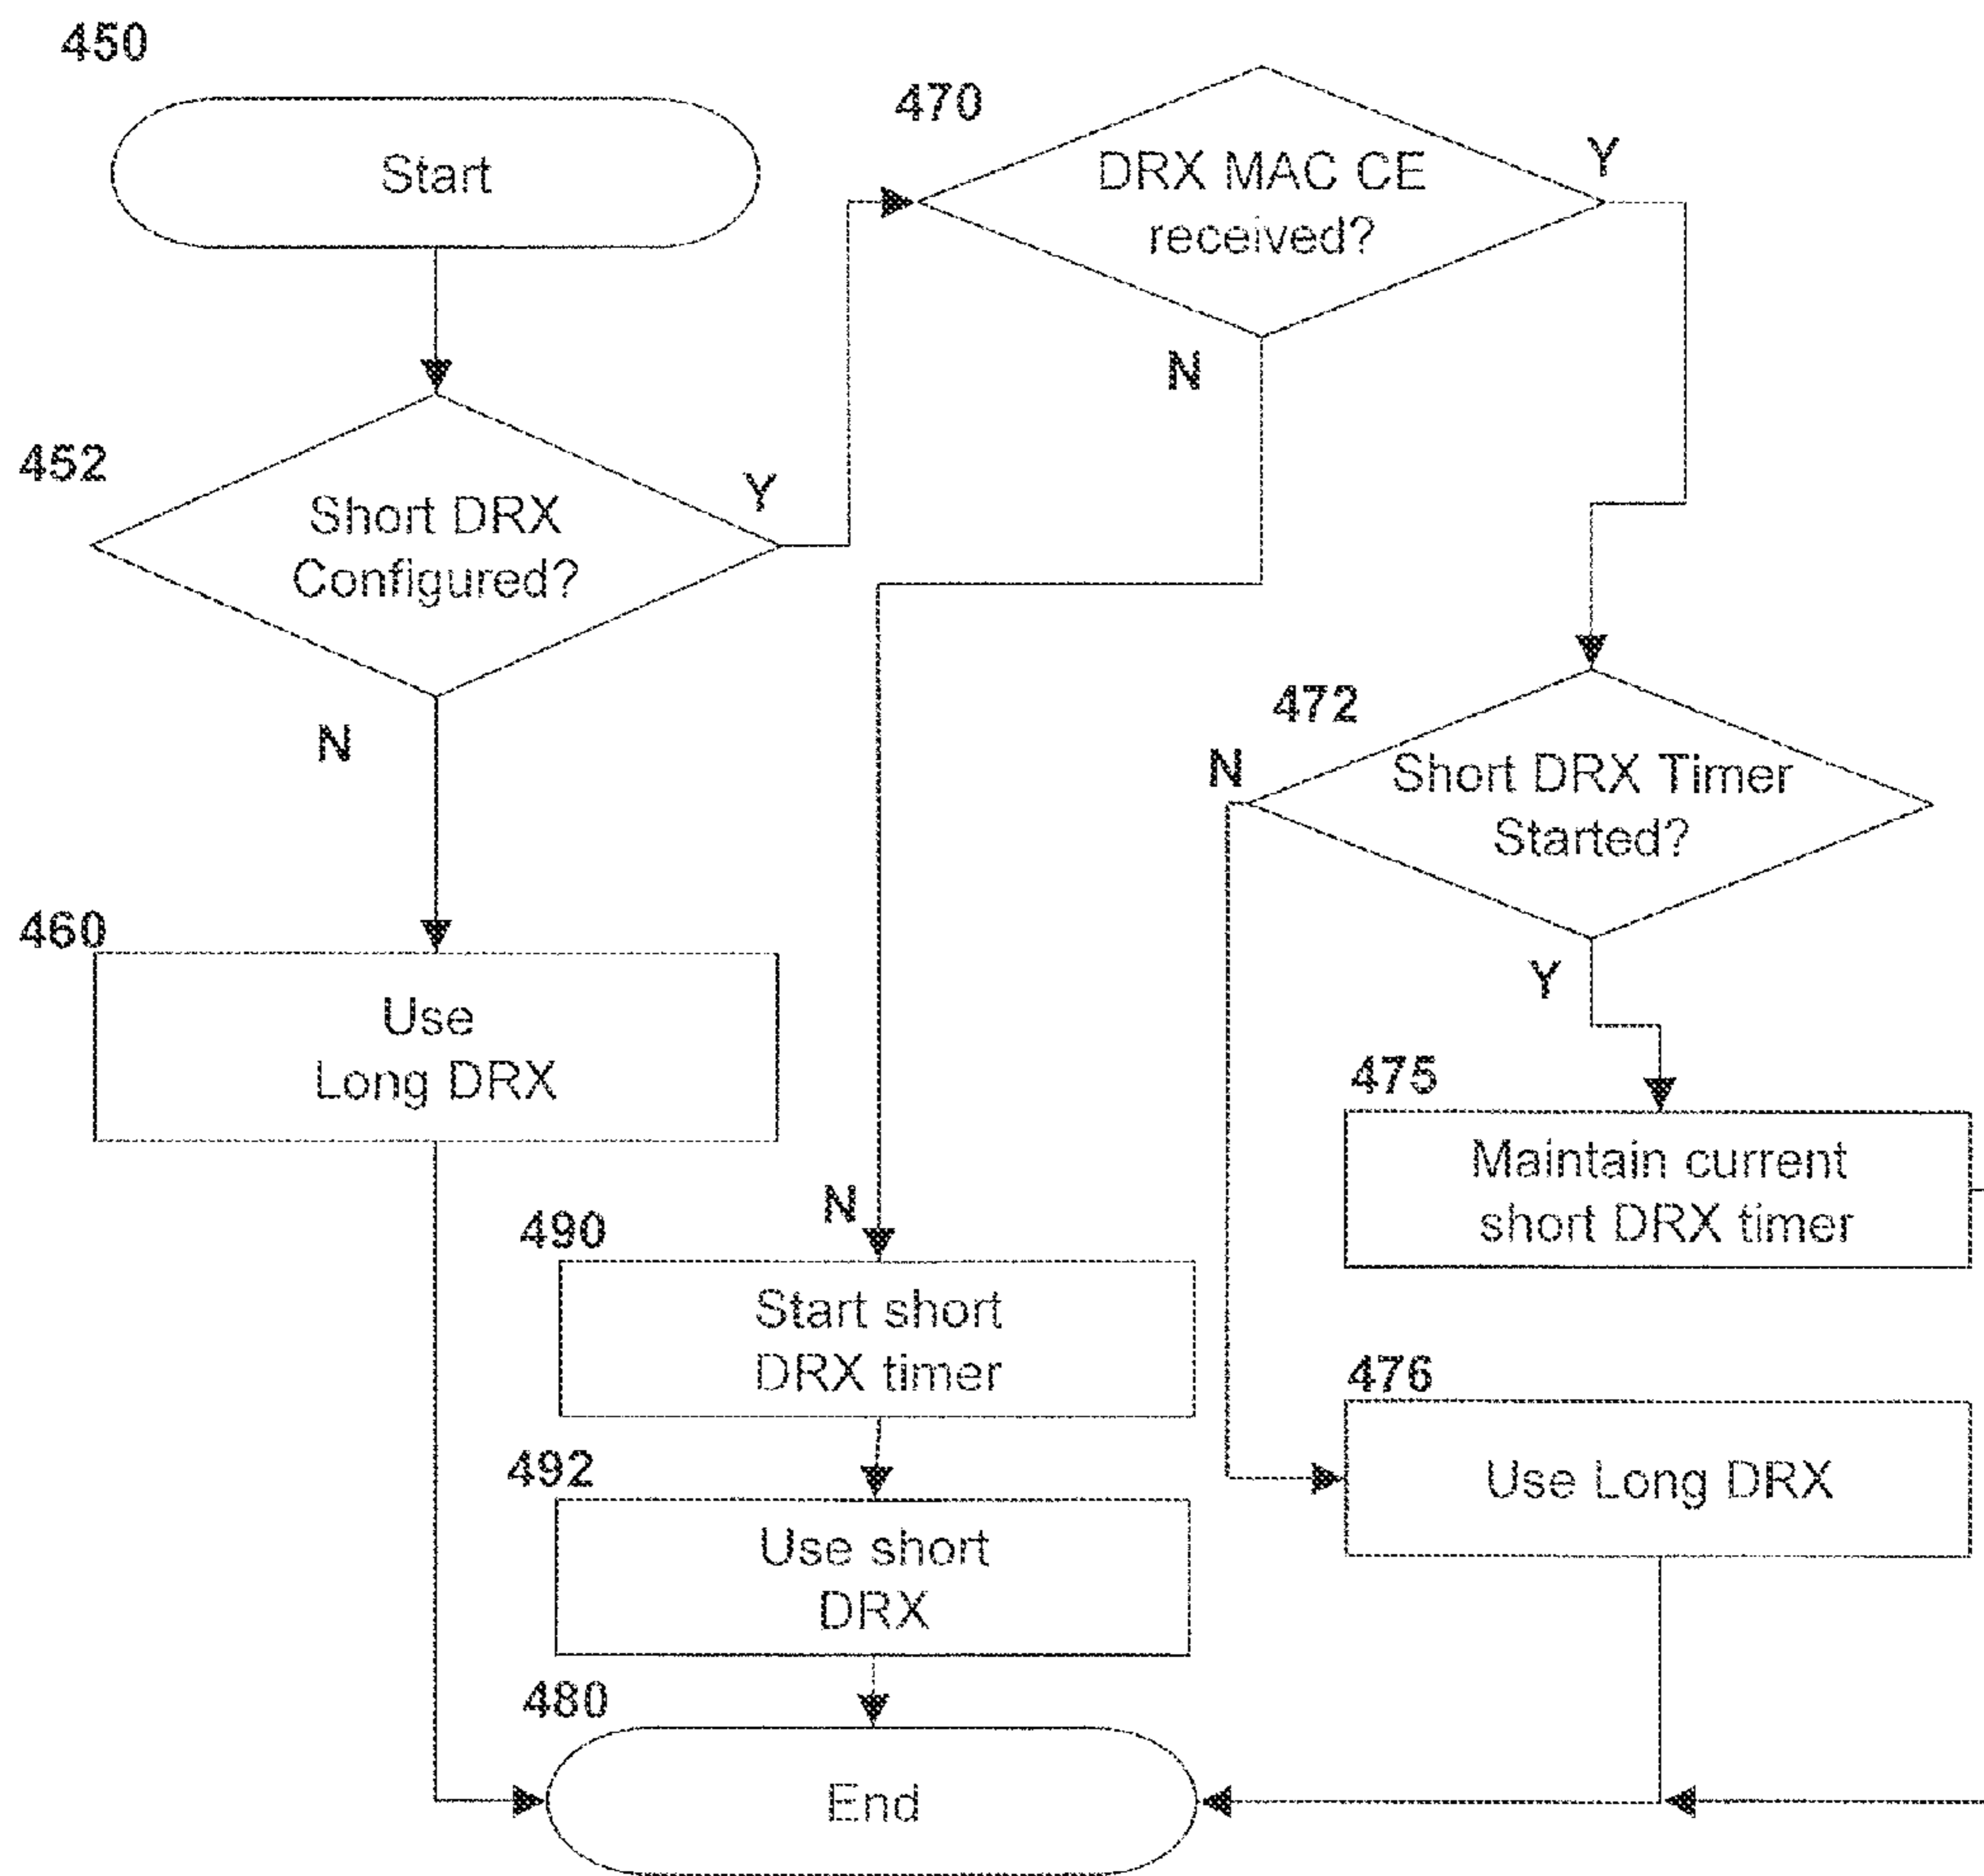 450
Start
452
Short DRX
Configured?
Y
N
460
Use
Long DRX
470
DRX MAC CE
received?
Y
N
472
Short DRX Timer
Started?
N
Y
475
Maintain current
short DRX timer
476
Use Long DRX
N
490
Start short
DRX timer
492
Use short
DRX
480
End